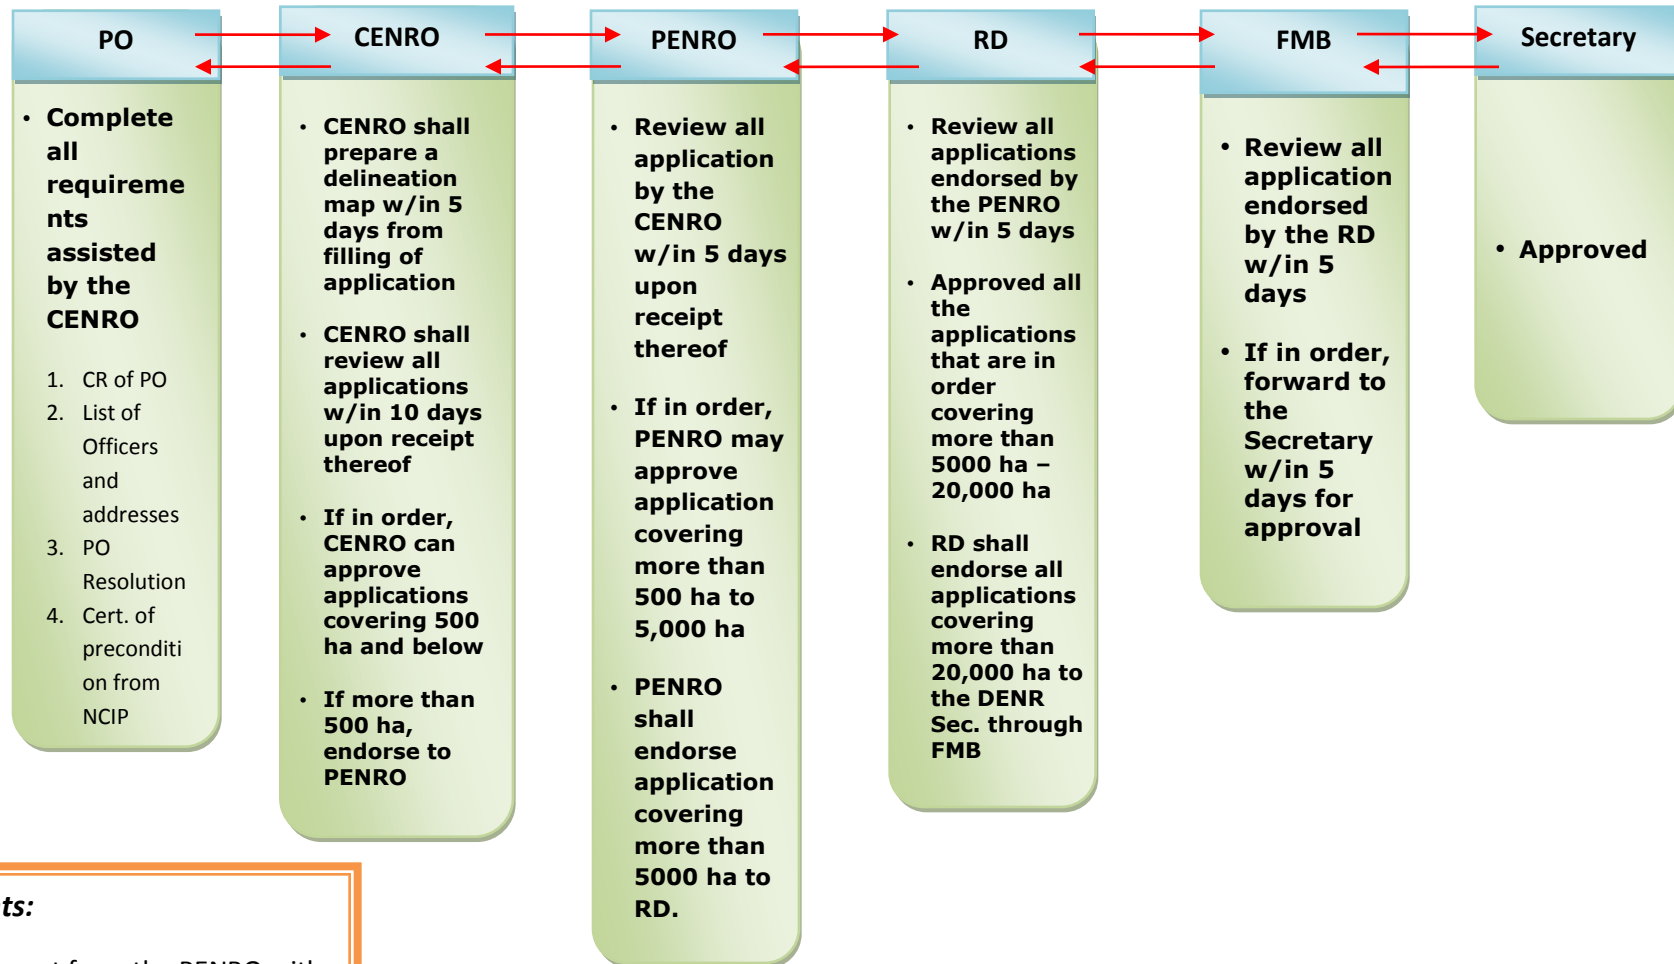 PO
CENRO
PENRO
RD
FMB
Secretary
• Complete
all
requireme
nts
assisted
by the
CENRO
1. CR of PO
2. List of
Officers
and
addresses
3. PO
Resolution
4. Cert. of
preconditi
on from
NCIP
• CENRO shall
prepare a
delineation
map w/in 5
days from
filling of
application
• CENRO shall
review all
applications
w/in 10 days
upon receipt
thereof
• If in order,
CENRO can
approve
applications
covering 500
ha and below
• If more than
500 ha,
endorse to
PENRO
• Review all
application
by the
CENRO
w/in 5 days
upon
receipt
thereof
• If in order,
PENRO may
approve
application
covering
more than
500 ha to
5,000 ha
• PENRO
shall
endorse
application
covering
more than
5000 ha to
RD.
• Review all
applications
endorsed by
the PENRO
w/in 5 days
• Approved all
the
applications
that are in
order
covering
more than
5000 ha –
20,000 ha
• RD shall
endorse all
applications
covering
more than
20,000 ha to
the DENR
Sec. through
FMB
• Review all
application
endorsed
by the RD
w/in 5
days
• If in order,
forward to
the
Secretary
w/in 5
days for
approval
• Approved
ts:
from the PENRO with